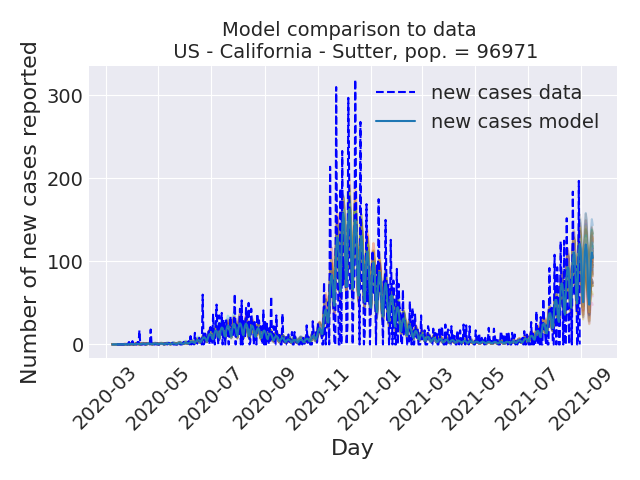 Model comparison to data
US - California - Sutter, pop. = 96971
Number of new cases reported
300
200
100
0
new cases data
new cases model
2020-03
2020-05
2020-07
2020-09
2020-11
2021-01
2021-03
2021-05
2021-07
2021-09
Day